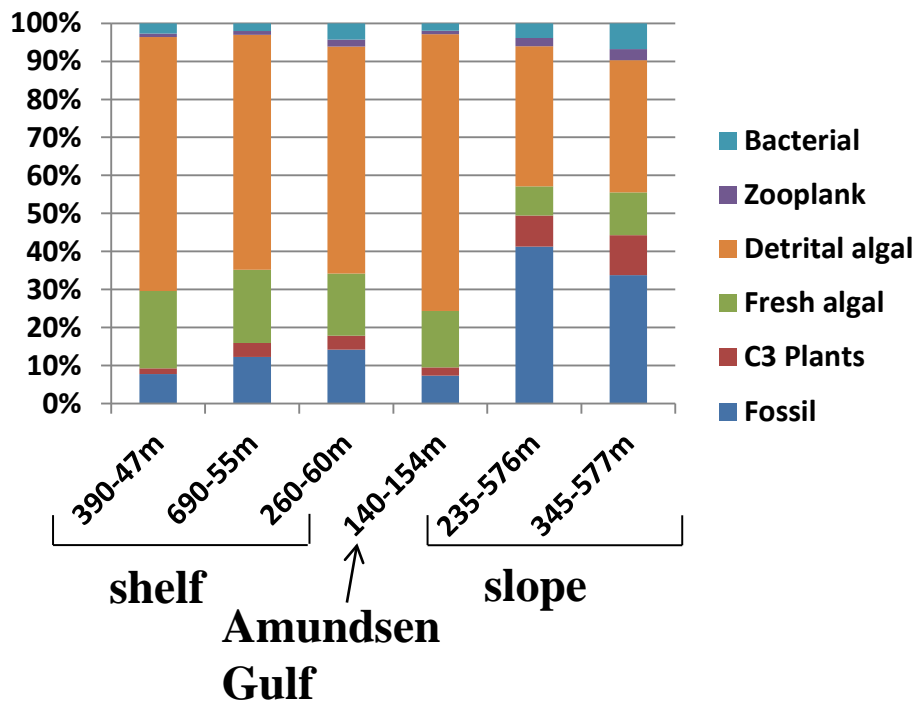 100%
90%
80%
70%
60%
50%
40%
30%
20%
10%
0%
Bacterial
Zooplank
Detrital algal
Fresh algal
C3 Plants
Fossil
390-47m
690-55m
260-60m
140-154m
235-576m
345-577m
shelf
slope
Amundsen
Gulf